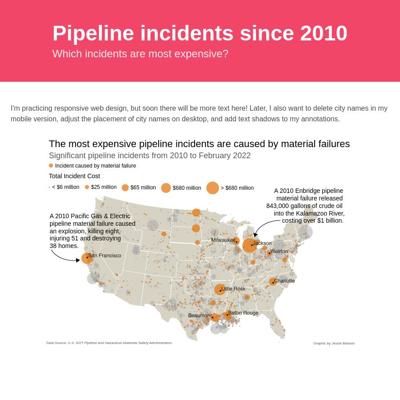 Pipeline incidents since 2010
Which incidents are most expensive?
I'm practicing responsive web design, but soon there will be more text here! Later, I also want to delete city names in my
mobile version, adjust the placement of city names on desktop, and add text shadows to my annotations.
The most expensive pipeline incidents are caused by material failures
Significant pipeline incidents from 2010 to February 2022
Incident caused by material failure
Total Incident Cost
< $6 million $25 million $65 million $680 million > $680 million
A 2010 Enbridge pipeline
material failure released
843,000 gallons of crude oil
into the Kalamazoo River,
costing over $1 billion.
A 2010 Pacific Gas & Electric
pipeline material failure caused
an explosion, killing eight,
injuring 51 and destroying
38 homes.
Milwaukee
Jackson
San Francisco
Charlotte
Little Rock
Beaumont
Baton Rouge
Data Source: U.S. DOT Pipeline and Hazardous Materials Safety Administration